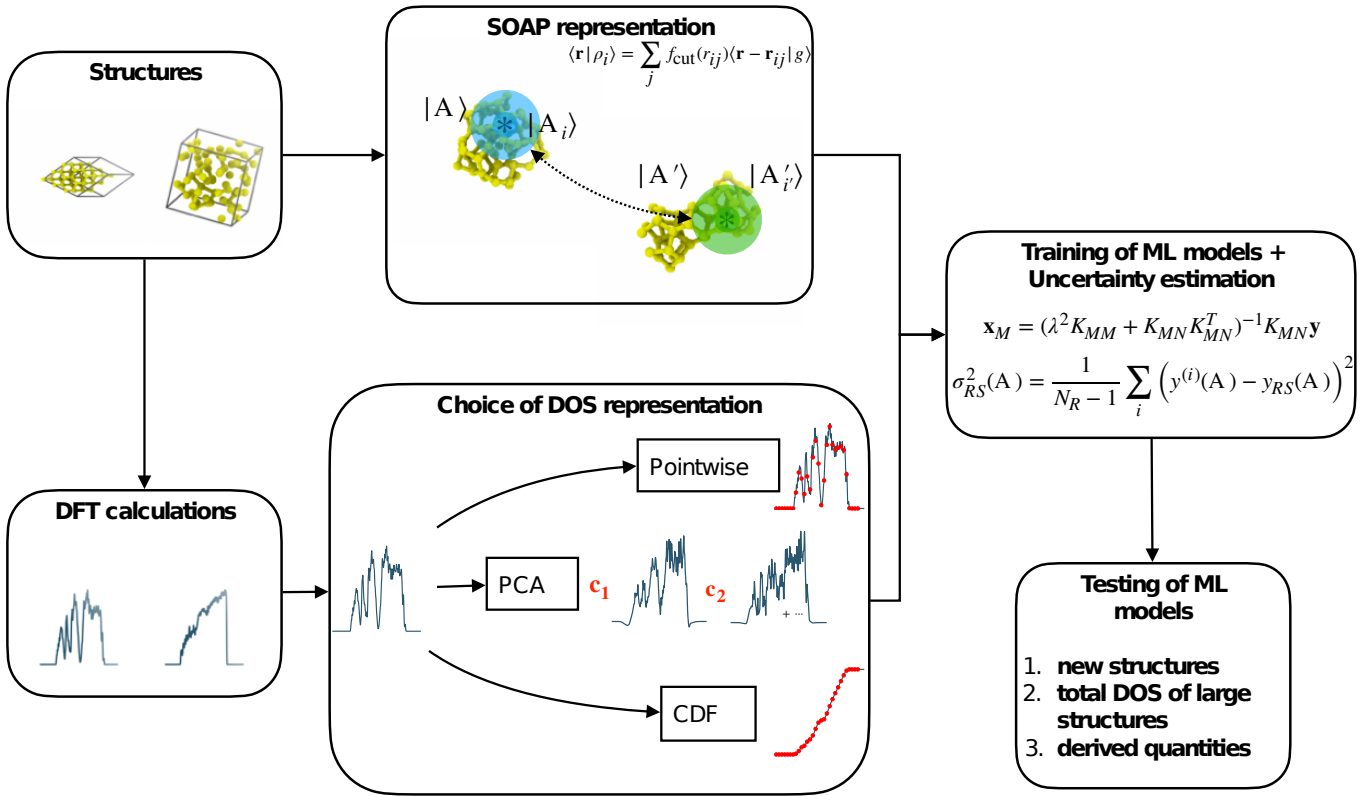 Structures
SOAP representation
⟨r|ρ_i⟩ = ∑_j f_cut(r_ij)⟨r − r_ij|g⟩
|A⟩
|A_i⟩
|A′⟩
|A′_i′⟩
Training of ML models +
Uncertainty estimation
x_M = (λ²K_MM + K_MN K_MN^T)^−1 K_MN y
σ²_RS(A) = 1/(N_R − 1) ∑_i (y^(i)(A) − y_RS(A))²
DFT calculations
Choice of DOS representation
Pointwise
PCA
c_1
c_2
+ ...
CDF
Testing of ML
models
1. new structures
2. total DOS of large
structures
3. derived quantities